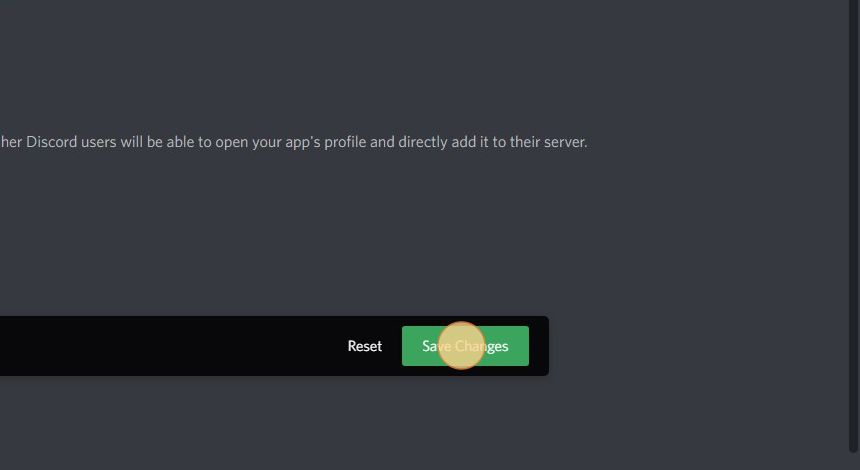 her Discord users will be able to open your app's profile and directly add it to their server.
Reset
Save Changes